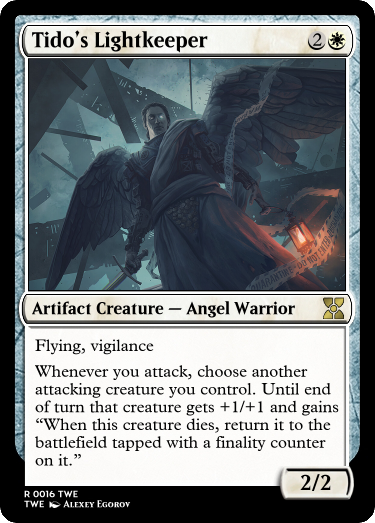 Tido's Lightkeeper 2
Artifact Creature — Angel Warrior
Flying, vigilance
Whenever you attack, choose another
attacking creature you control. Until end
of turn that creature gets +1/+1 and gains
“When this creature dies, return it to the
battlefield tapped with a finality counter
on it.”
2/2
R 0016 TWE
TWE Alexey Egorov